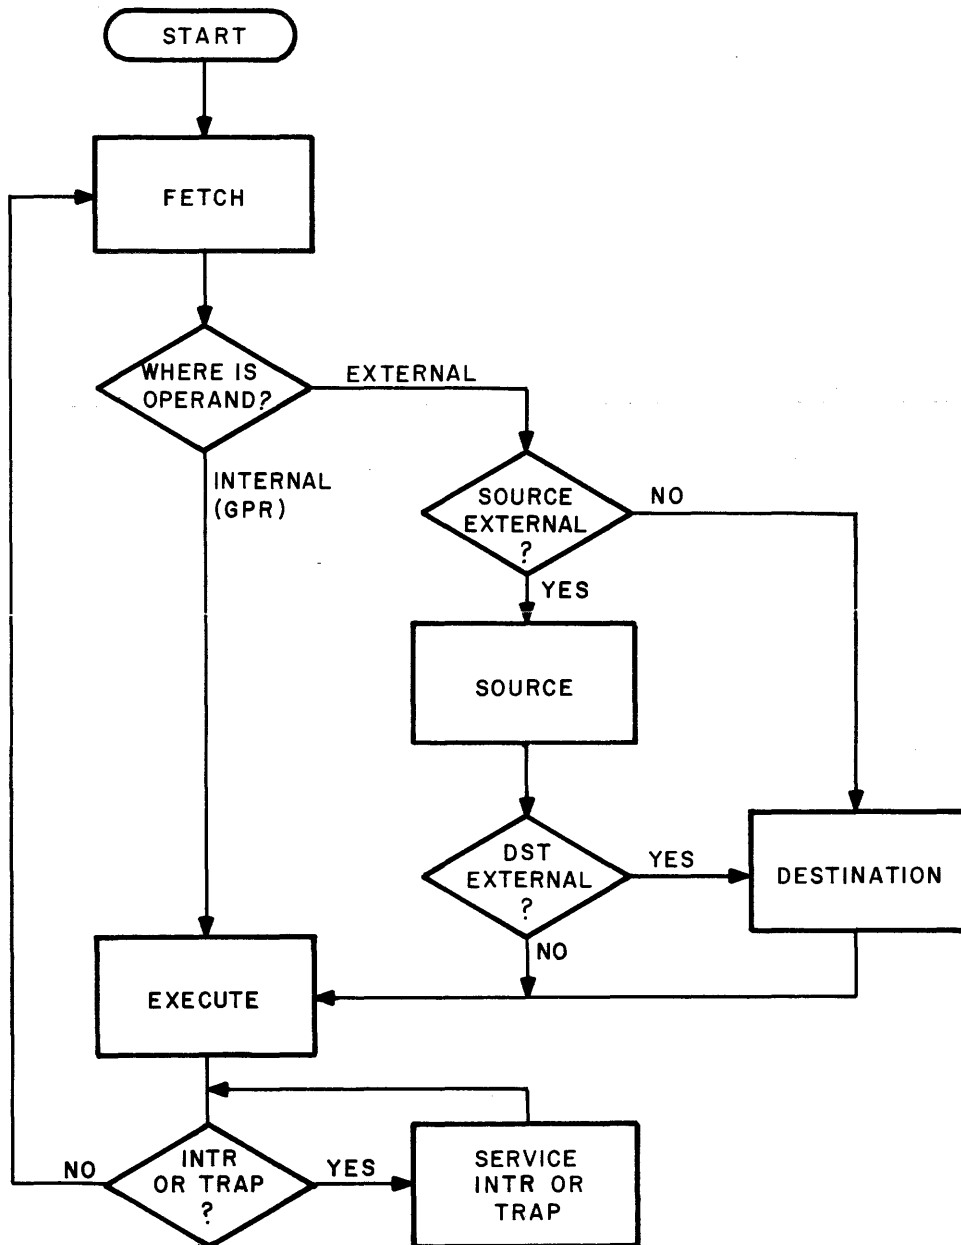 START
FETCH
WHERE IS
OPERAND?
EXTERNAL
INTERNAL
(GPR)
SOURCE
EXTERNAL
?
NO
YES
SOURCE
DST
EXTERNAL
?
YES
DESTINATION
NO
EXECUTE
INTR
OR TRAP
?
NO
YES
SERVICE
INTR OR
TRAP